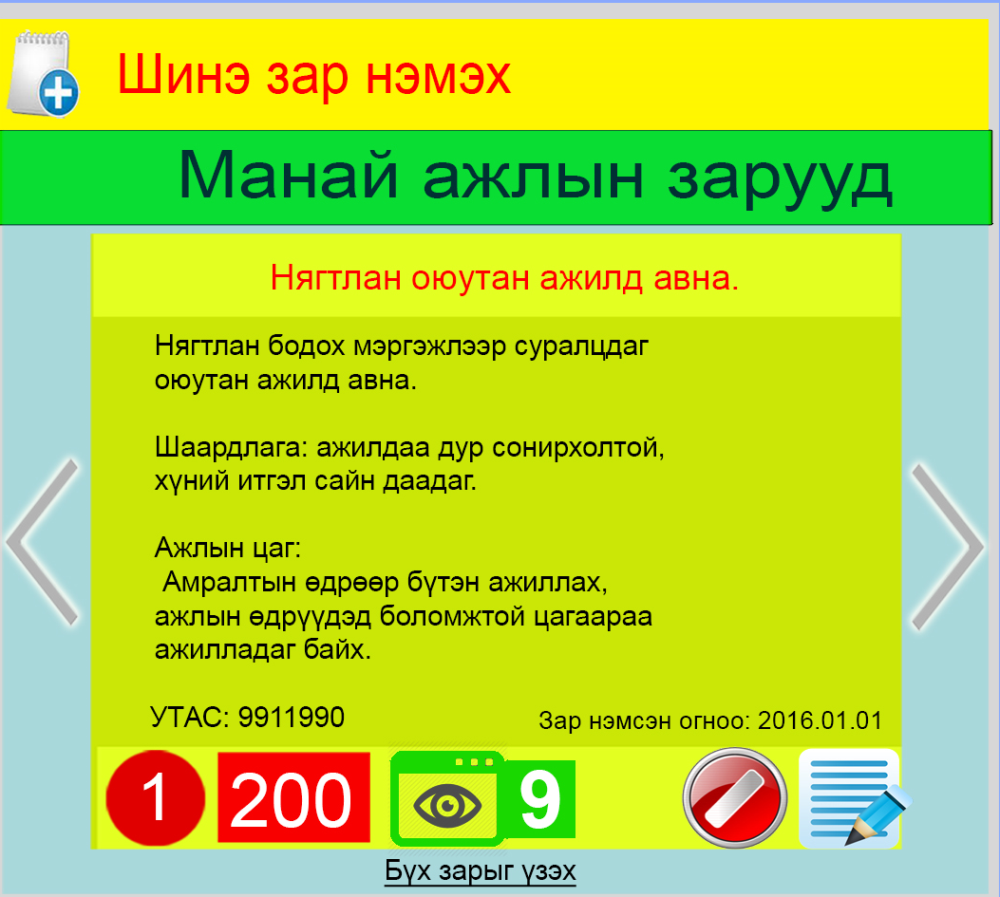 Шинэ зар нэмэх
Манай ажлын зарууд
Нягтлан оюутан ажилд авна.
Нягтлан бодох мэргэжлээр суралцдаг
оюутан ажилд авна.
Шаардлага: ажилдаа дур сонирхолтой,
хүний итгэл сайн даадаг.
Ажлын цаг:
Амралтын өдрөөр бүтэн ажиллах,
ажлын өдрүүдэд боломжтой цагаараа
ажилладаг байх.
УТАС: 9911990
Зар нэмсэн огноо: 2016.01.01
1
200
9
Бүх зарыг үзэх